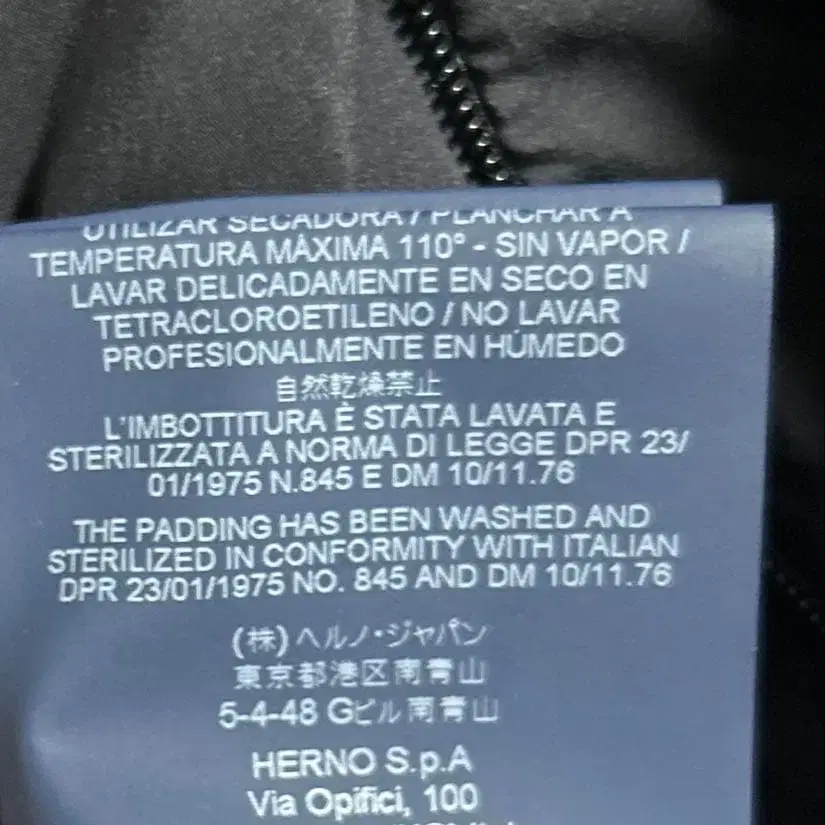 UTILIZAR SECADORA / PLANCHAR A
TEMPERATURA MÁXIMA 110° - SIN VAPOR /
LAVAR DELICADAMENTE EN SECO EN
TETRACLOROETILENO / NO LAVAR
PROFESIONALMENTE EN HÚMEDO
自然乾燥禁止
L'IMBOTTITURA È STATA LAVATA E
STERILIZZATA A NORMA DI LEGGE DPR 23/
01/1975 N.845 E DM 10/11.76
THE PADDING HAS BEEN WASHED AND
STERILIZED IN CONFORMITY WITH ITALIAN
DPR 23/01/1975 NO. 845 AND DM 10/11.76
(株)ヘルノ・ジャパン
東京都港区南青山
5-4-48 Gビル南青山
HERNO S.p.A
Via Opifici, 100